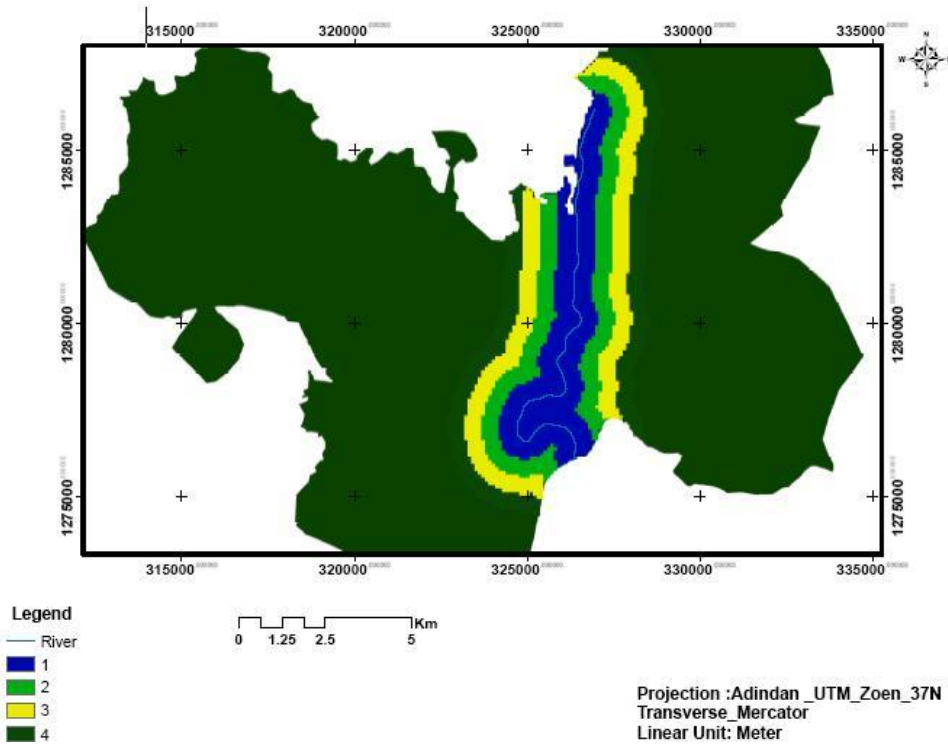 315000 320000 325000 330000 335000
N
W
S
1285000 1285000
1280000 1280000
1275000 1275000
315000 320000 325000 330000 335000
Legend
River
1
2
3
4
Km
0 1.25 2.5 5
Projection :Adindan _UTM_Zoen_37N
Transverse_Mercator
Linear Unit: Meter